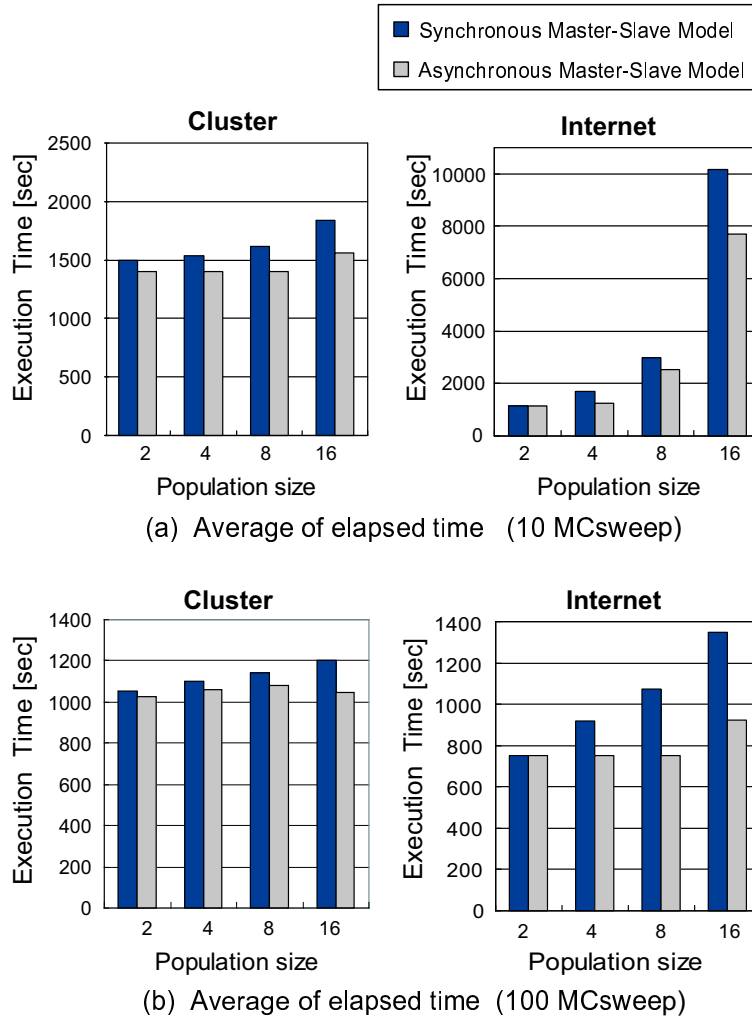 Synchronous Master-Slave Model
Asynchronous Master-Slave Model
Cluster
Execution Time [sec]
2500
2000
1500
1000
500
0
2 4 8 16
Population size
Internet
Execution Time [sec]
10000
8000
6000
4000
2000
0
2 4 8 16
Population size
(a) Average of elapsed time (10 MCsweep)
Cluster
Execution Time [sec]
1400
1200
1000
800
600
400
200
0
2 4 8 16
Population size
Internet
Execution Time [sec]
1400
1200
1000
800
600
400
200
0
2 4 8 16
Population size
(b) Average of elapsed time (100 MCsweep)